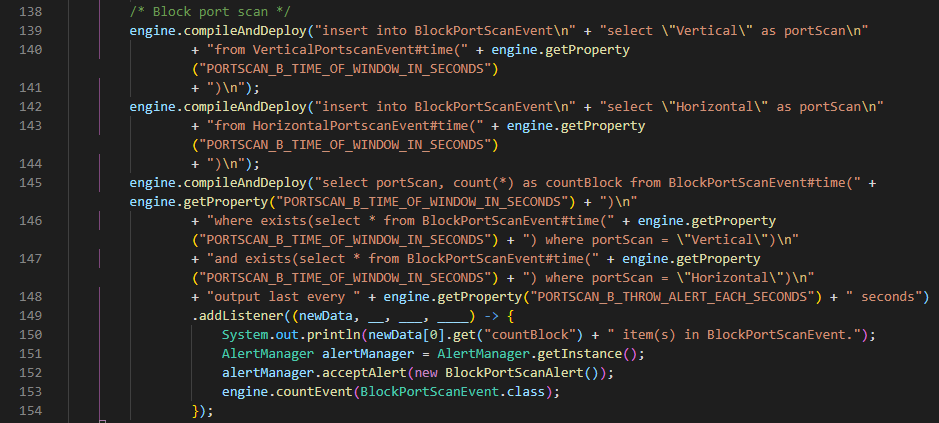 138 /* Block port scan */
139 engine.compileAndDeploy("insert into BlockPortScanEvent\n" + "select \"Vertical\" as portScan\n"
140 + "from VerticalPortscanEvent#time(" + engine.getProperty
("PORTSCAN_B_TIME_OF_WINDOW_IN_SECONDS")
141 + ")\n");
142 engine.compileAndDeploy("insert into BlockPortScanEvent\n" + "select \"Horizontal\" as portScan\n"
143 + "from HorizontalPortscanEvent#time(" + engine.getProperty
("PORTSCAN_B_TIME_OF_WINDOW_IN_SECONDS")
144 + ")\n");
145 engine.compileAndDeploy("select portScan, count(*) as countBlock from BlockPortScanEvent#time(" +
engine.getProperty("PORTSCAN_B_TIME_OF_WINDOW_IN_SECONDS") + ")\n"
146 + "where exists(select * from BlockPortScanEvent#time(" + engine.getProperty
("PORTSCAN_B_TIME_OF_WINDOW_IN_SECONDS") + ") where portScan = \"Vertical\")\n"
147 + "and exists(select * from BlockPortScanEvent#time(" + engine.getProperty
("PORTSCAN_B_TIME_OF_WINDOW_IN_SECONDS") + ") where portScan = \"Horizontal\")\n"
148 + "output last every " + engine.getProperty("PORTSCAN_B_THROW_ALERT_EACH_SECONDS") + " seconds")
149 .addListener((newData, __, ___, ____) -> {
150 System.out.println(newData[0].get("countBlock") + " item(s) in BlockPortScanEvent.");
151 AlertManager alertManager = AlertManager.getInstance();
152 alertManager.acceptAlert(new BlockPortScanAlert());
153 engine.countEvent(BlockPortScanEvent.class);
154 });